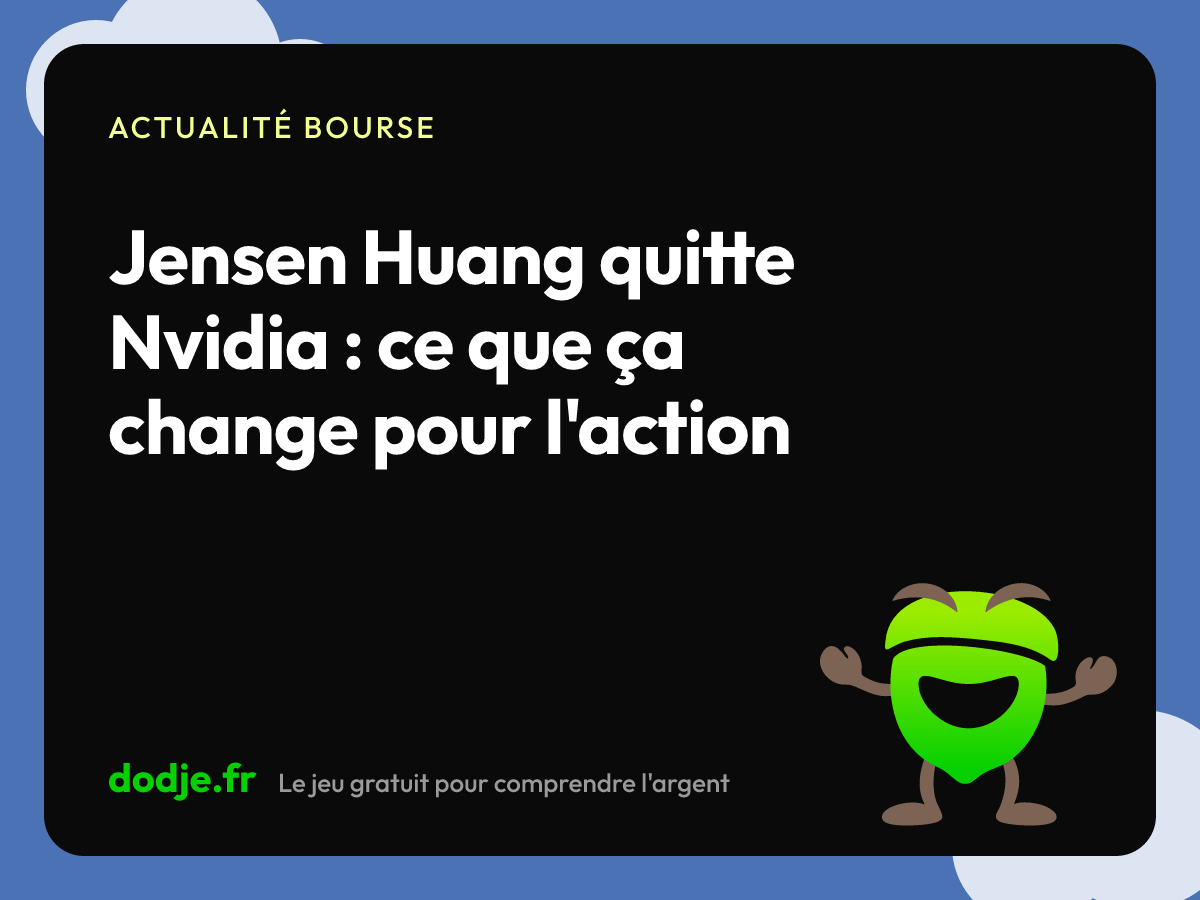 ACTUALITÉ BOURSE
Jensen Huang quitte
Nvidia : ce que ça
change pour l'action
dodje.fr Le jeu gratuit pour comprendre l'argent